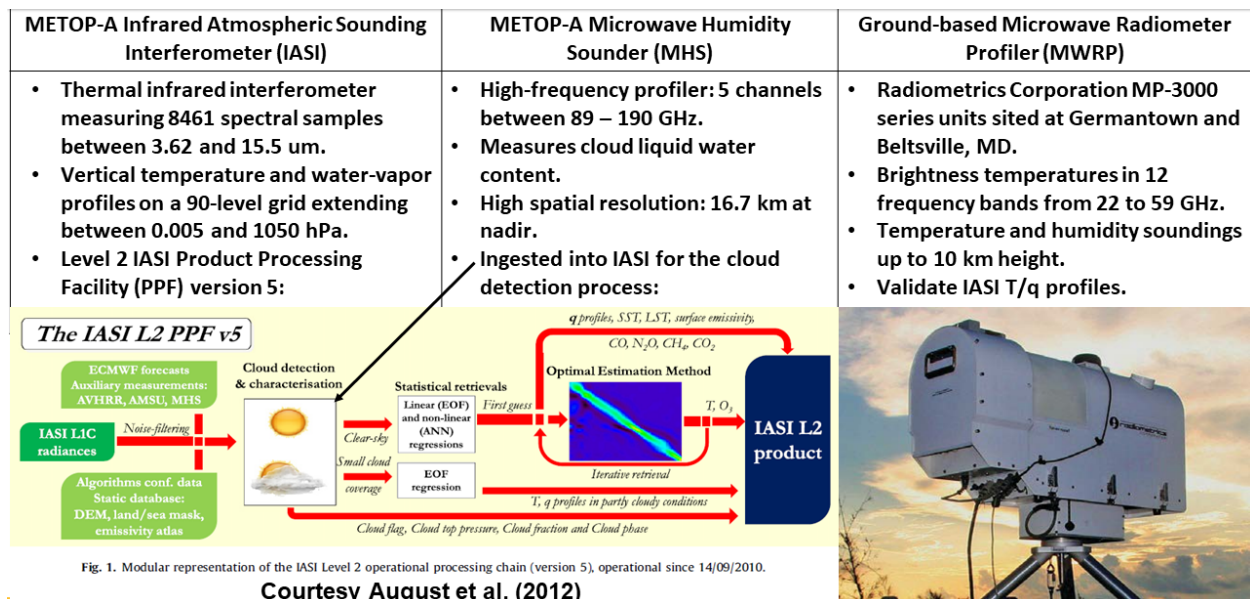 METOP-A Infrared Atmospheric Sounding
Interferometer (IASI)
• Thermal infrared interferometer
measuring 8461 spectral samples
between 3.62 and 15.5 um.
• Vertical temperature and water-vapor
profiles on a 90-level grid extending
between 0.005 and 1050 hPa.
• Level 2 IASI Product Processing
Facility (PPF) version 5:
METOP-A Microwave Humidity
Sounder (MHS)
• High-frequency profiler: 5 channels
between 89 – 190 GHz.
• Measures cloud liquid water
content.
• High spatial resolution: 16.7 km at
nadir.
• Ingested into IASI for the cloud
detection process:
Ground-based Microwave Radiometer
Profiler (MWRP)
• Radiometrics Corporation MP-3000
series units sited at Germantown and
Beltsville, MD.
• Brightness temperatures in 12
frequency bands from 22 to 59 GHz.
• Temperature and humidity soundings
up to 10 km height.
• Validate IASI T/q profiles.
The IASI L2 PPF v5
ECMWF forecasts
Auxiliary measurements:
AVHRR, AMSU, MHS
IASI L1C
radiances
Noise-filtering
Algorithms conf. data
Static database:
DEM, land/sea mask,
emissivity atlas
Cloud detection
& characterisation
Clear-sky
Small cloud
coverage
Statistical retrievals
Linear (EOF)
and non-linear
(ANN)
regressions
EOF
regression
First guess
q profiles, SST, LST, surface emissivity,
CO, N₂O, CH₄, CO₂
Optimal Estimation Method
T, O₃
Iterative retrieval
T, q profiles in partly cloudy conditions
Cloud flag, Cloud top pressure, Cloud fraction and Cloud phase
IASI L2
product
radiometrics
Fig. 1. Modular representation of the IASI Level 2 operational processing chain (version 5), operational since 14/09/2010.
Courtesy August et al. (2012)